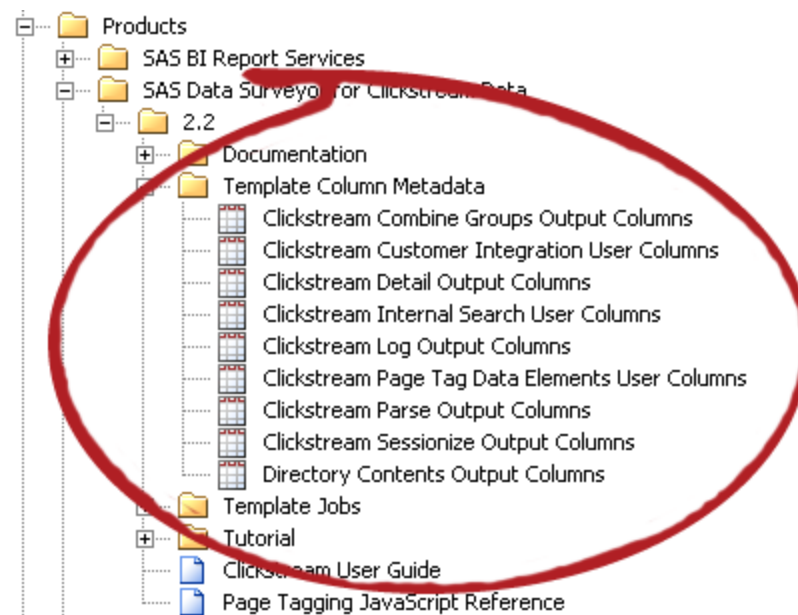 Products
SAS BI Report Services
SAS Data Surveyor for Clickstream Data
2.2
Documentation
Template Column Metadata
Clickstream Combine Groups Output Columns
Clickstream Customer Integration User Columns
Clickstream Detail Output Columns
Clickstream Internal Search User Columns
Clickstream Log Output Columns
Clickstream Page Tag Data Elements User Columns
Clickstream Parse Output Columns
Clickstream Sessionize Output Columns
Directory Contents Output Columns
Template Jobs
Tutorial
Clickstream User Guide
Page Tagging JavaScript Reference